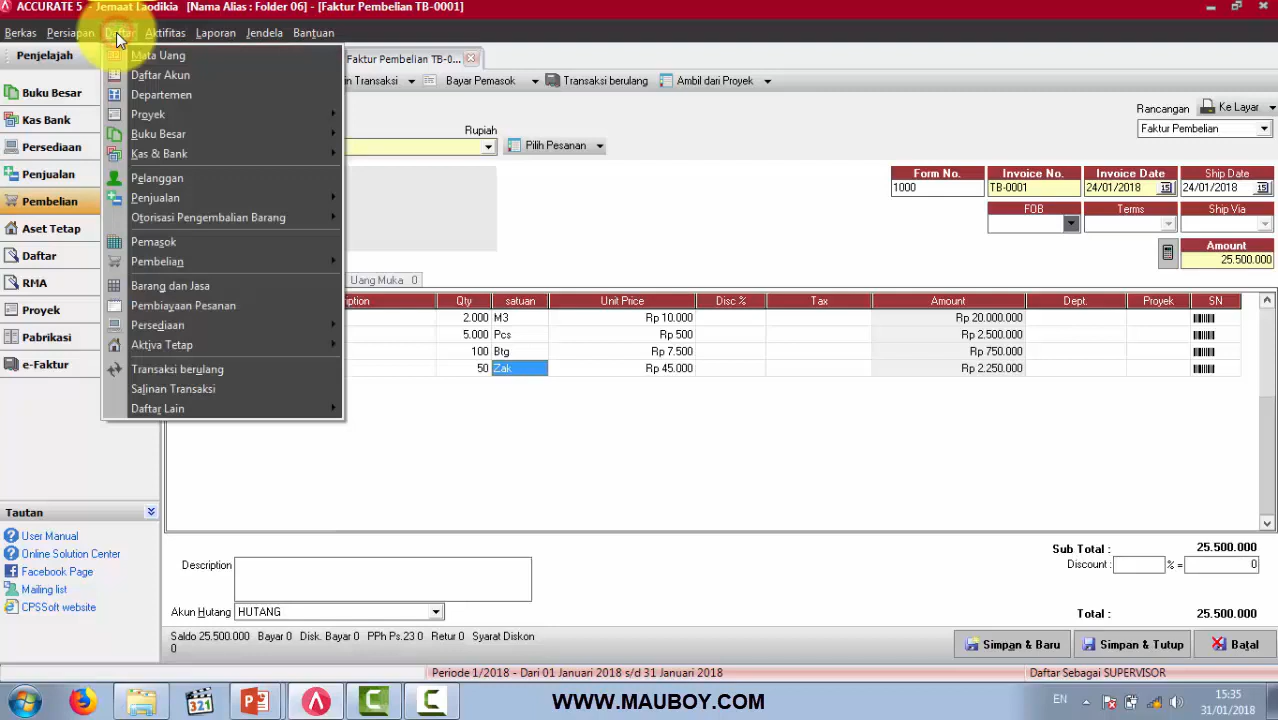 ACCURATE 5 - Jemaat Laodikia [Nama Alias : Folder 06] - [Faktur Pembelian TB-0001]
Berkas Persiapan Daftar Aktifitas Laporan Jendela Bantuan
Penjelajah
Faktur Pembelian TB-0...
Buku Besar
Kas Bank
Persediaan
Penjualan
Pembelian
Aset Tetap
Daftar
RMA
Proyek
Pabrikasi
e-Faktur
Mata Uang
Daftar Akun
Departemen
Proyek
Buku Besar
Kas & Bank
Pelanggan
Penjualan
Otorisasi Pengembalian Barang
Pemasok
Pembelian
Barang dan Jasa
Pembiayaan Pesanan
Persediaan
Aktiva Tetap
Transaksi berulang
Salinan Transaksi
Daftar Lain
in Transaksi Bayar Pemasok Transaksi berulang Ambil dari Proyek
Rancangan Ke Layar
Faktur Pembelian
Rupiah
Pilih Pesanan
Form No. Invoice No. Invoice Date Ship Date
1000 TB-0001 24/01/2018 24/01/2018
FOB Terms Ship Via
Amount
25.500.000
Uang Muka 0
ption Qty satuan Unit Price Disc % Tax Amount Dept. Proyek SN
2.000 M3 Rp 10.000 Rp 20.000.000
5.000 Pcs Rp 500 Rp 2.500.000
100 Btg Rp 7.500 Rp 750.000
50 Zak Rp 45.000 Rp 2.250.000
Tautan
User Manual
Online Solution Center
Facebook Page
Mailing list
CPSSoft website
Description
Akun Hutang HUTANG
Sub Total : 25.500.000
Discount : % = 0
Total : 25.500.000
Saldo 25.500.000 Bayar 0 Disk. Bayar 0 PPh Ps.23 0 Retur 0 Syarat Diskon
0
Simpan & Baru Simpan & Tutup Batal
Periode 1/2018 - Dari 01 Januari 2018 s/d 31 Januari 2018 Daftar Sebagai SUPERVISOR
321
WWW.MAUBOY.COM
EN
15:35
31/01/2018